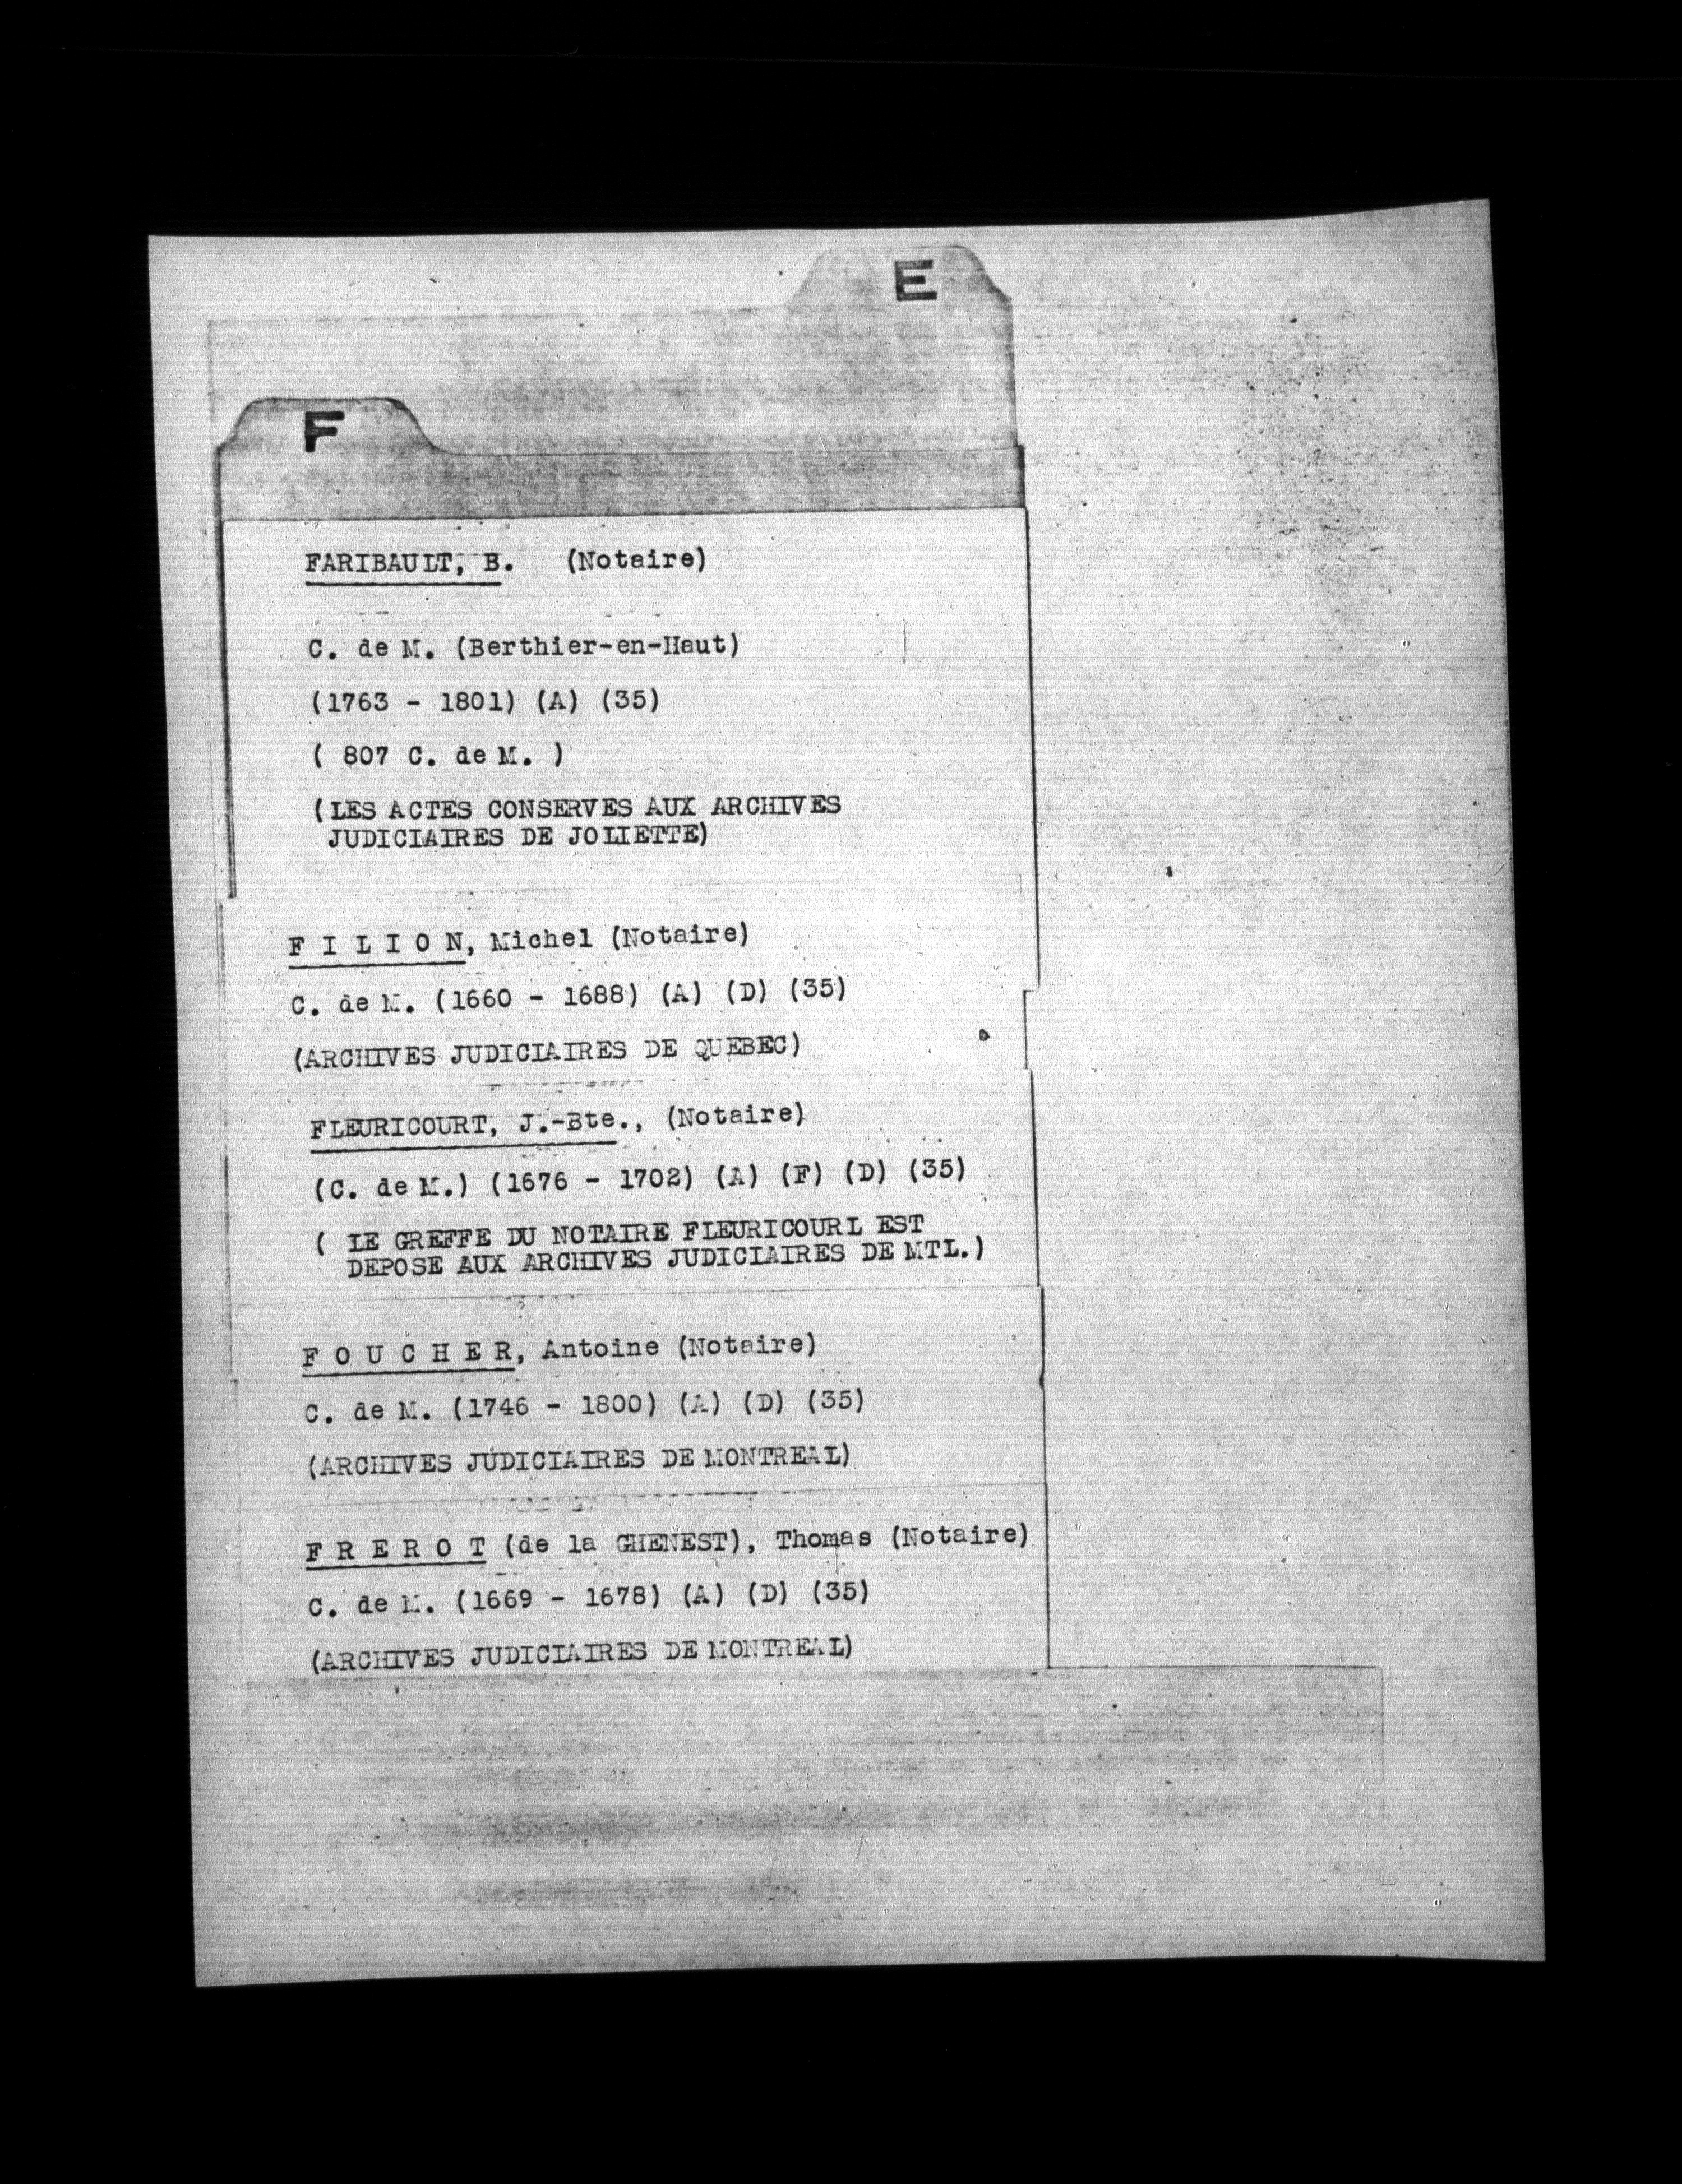 E
F
FARIBAULT, B. (Notaire)
C. de M. (Berthier-en-Haut)
(1763 - 1801) (A) (35)
( 807 C. de M. )
(LES ACTES CONSERVES AUX ARCHIVES
JUDICIAIRES DE JOLIETTE)
F I L I O N, Michel (Notaire)
C. de M. (1660 - 1688) (A) (D) (35)
(ARCHIVES JUDICIAIRES DE QUEBEC)
FLEURICOURT, J.-Bte., (Notaire)
(C. de M.) (1676 - 1702) (A) (F) (D) (35)
( LE GREFFE DU NOTAIRE FLEURICOURL EST
DEPOSE AUX ARCHIVES JUDICIAIRES DE MTL.)
F O U C H E R, Antoine (Notaire)
C. de M. (1746 - 1800) (A) (D) (35)
(ARCHIVES JUDICIAIRES DE MONTREAL)
F R E R O T (de la GHENEST), Thomas (Notaire)
C. de M. (1669 - 1678) (A) (D) (35)
(ARCHIVES JUDICIAIRES DE MONTREAL)